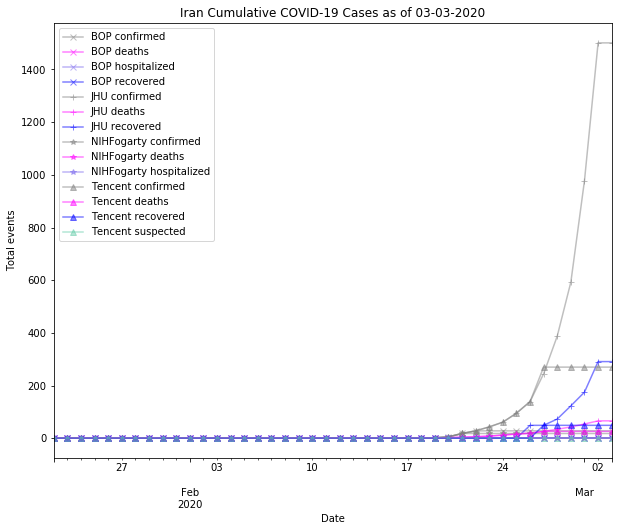 Iran Cumulative COVID-19 Cases as of 03-03-2020
BOP confirmed
BOP deaths
BOP hospitalized
BOP recovered
JHU confirmed
JHU deaths
JHU recovered
NIHFogarty confirmed
NIHFogarty deaths
NIHFogarty hospitalized
Tencent confirmed
Tencent deaths
Tencent recovered
Tencent suspected
Total events
1400
1200
1000
800
600
400
200
0
27 03 10 17 24 02
Feb Mar
2020
Date